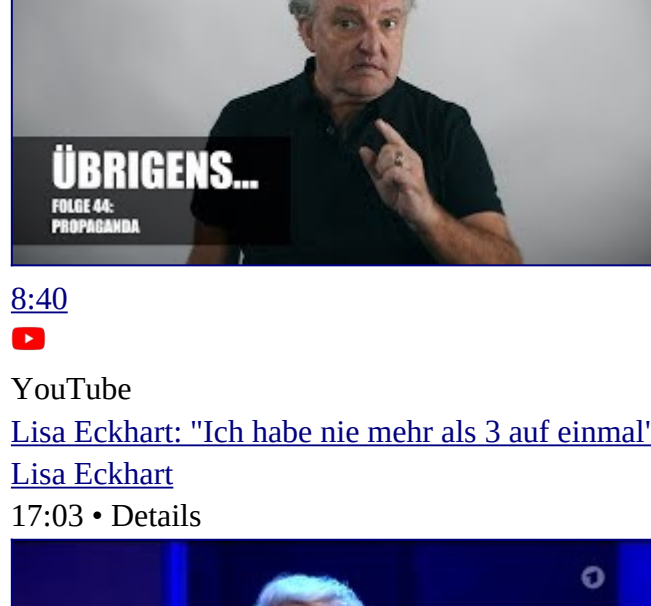 ÜBRIGENS...
FOLGE 44:
PROPAGANDA
8:40
YouTube
Lisa Eckhart: "Ich habe nie mehr als 3 auf einmal"
Lisa Eckhart
17:03 • Details
1